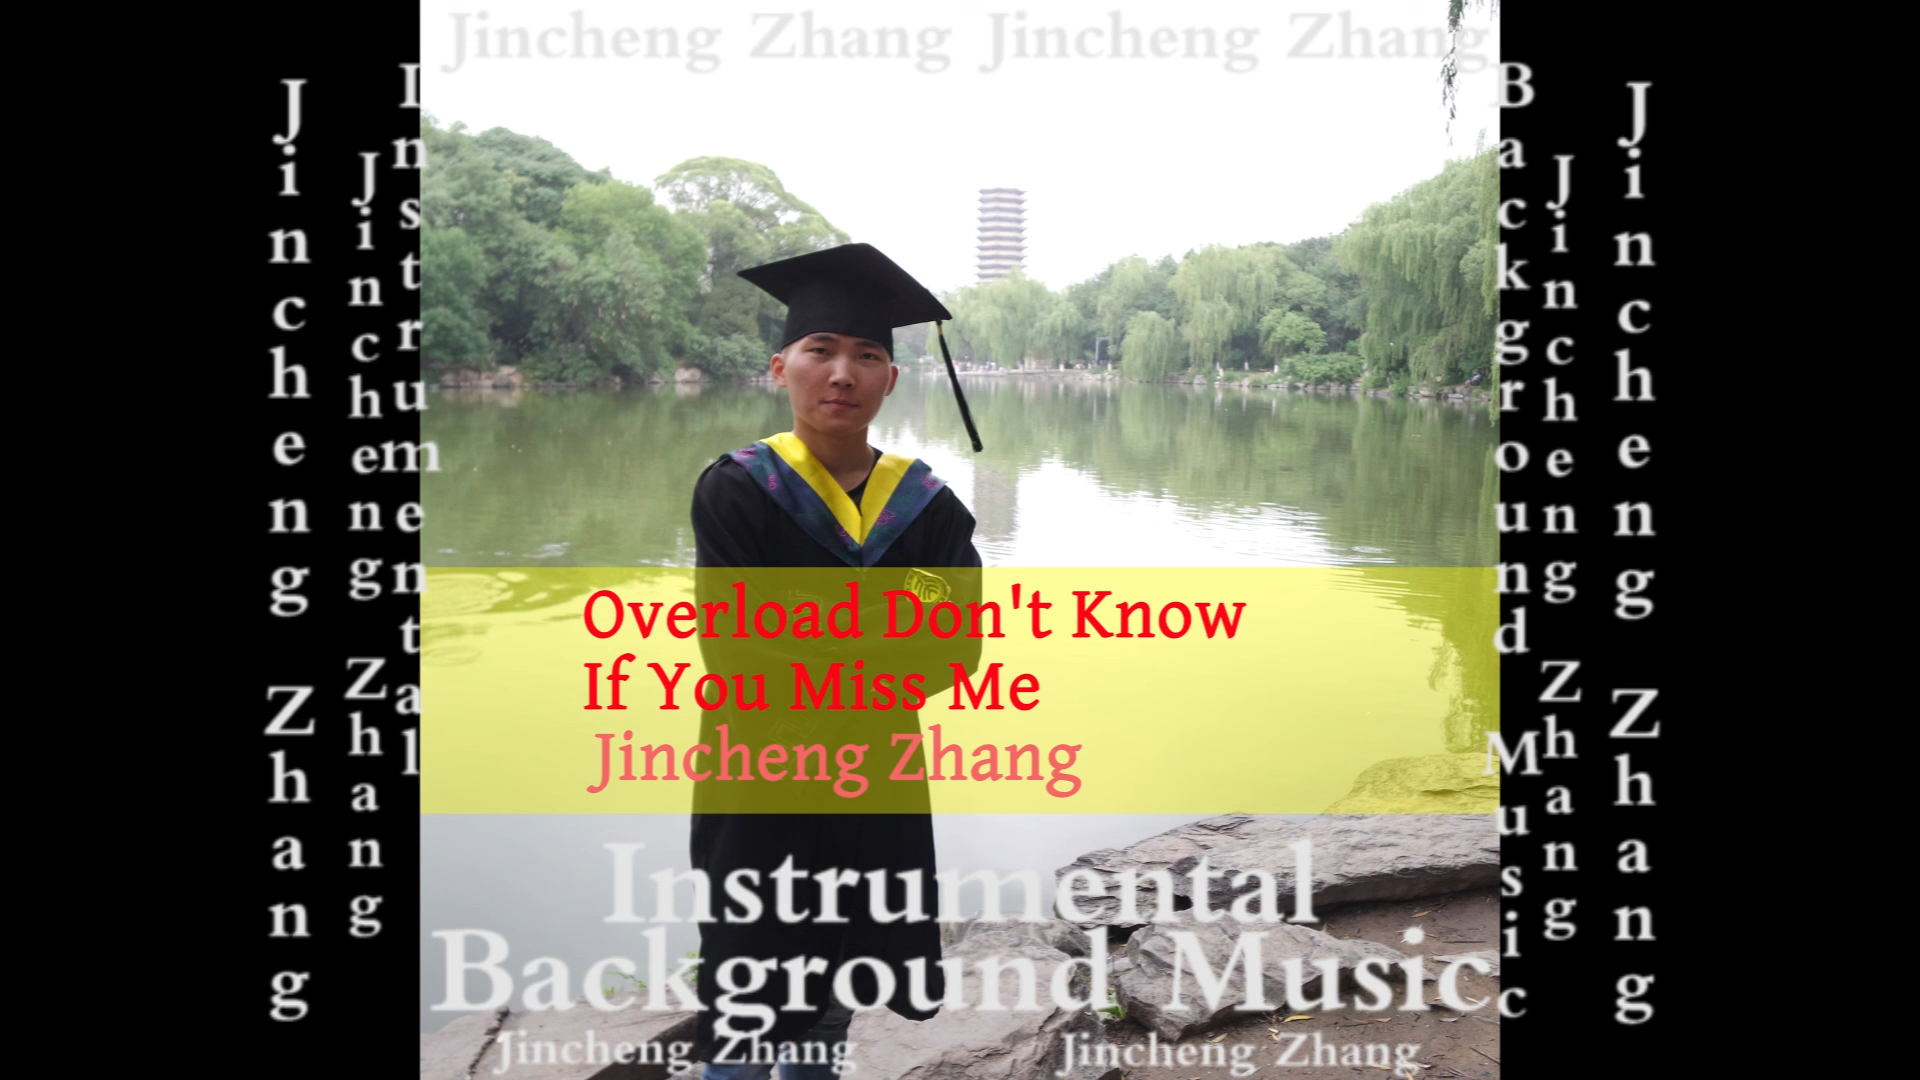 Jincheng Zhang Jincheng Zhang
Jincheng Zhang
Jincheng Zhang
Instrumental
Overload Don't Know
If You Miss Me
Jincheng Zhang
Instrumental
Background Music
Jincheng Zhang Jincheng Zhang
Background Music
Jincheng Zhang
Jincheng Zhang